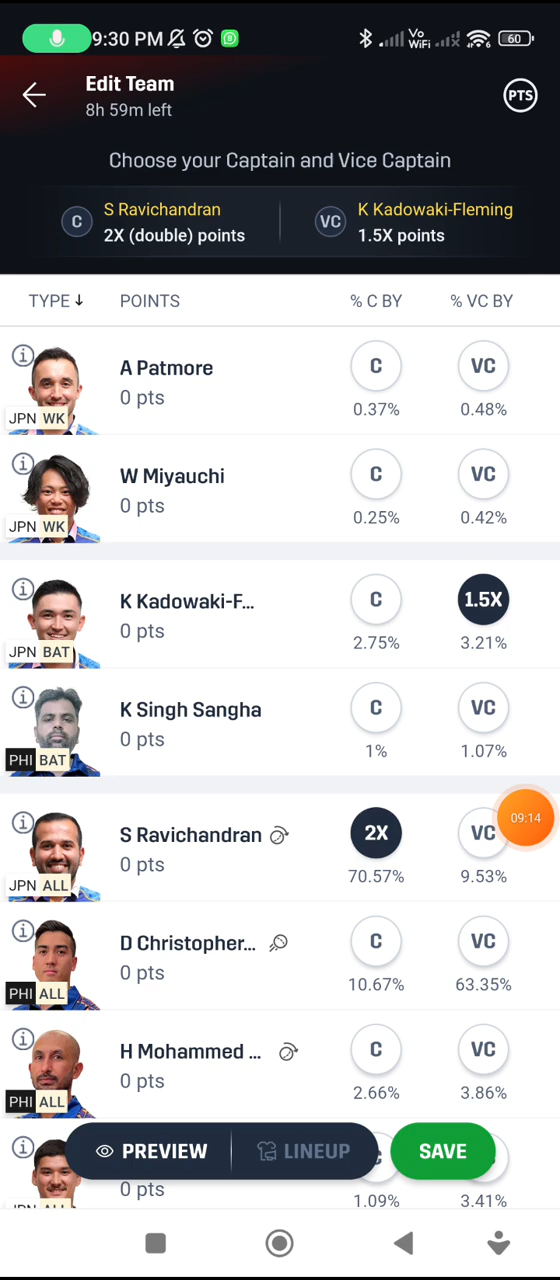 9:30 PM
Vo
WiFi
6
60
Edit Team
8h 59m left
PTS
Choose your Captain and Vice Captain
C S Ravichandran
2X (double) points
VC K Kadowaki-Fleming
1.5X points
TYPE ↓ POINTS % C BY % VC BY
A Patmore
0 pts
JPN WK
C
0.37%
VC
0.48%
W Miyauchi
0 pts
JPN WK
C
0.25%
VC
0.42%
K Kadowaki-F...
0 pts
JPN BAT
C
2.75%
1.5X
3.21%
K Singh Sangha
0 pts
PHI BAT
C
1%
VC
1.07%
S Ravichandran
0 pts
JPN ALL
2X
70.57%
VC
9.53%
09:14
D Christopher...
0 pts
PHI ALL
C
10.67%
VC
63.35%
H Mohammed ...
0 pts
PHI ALL
C
2.66%
VC
3.86%
PREVIEW
LINEUP
SAVE
0 pts
1.09%
3.41%